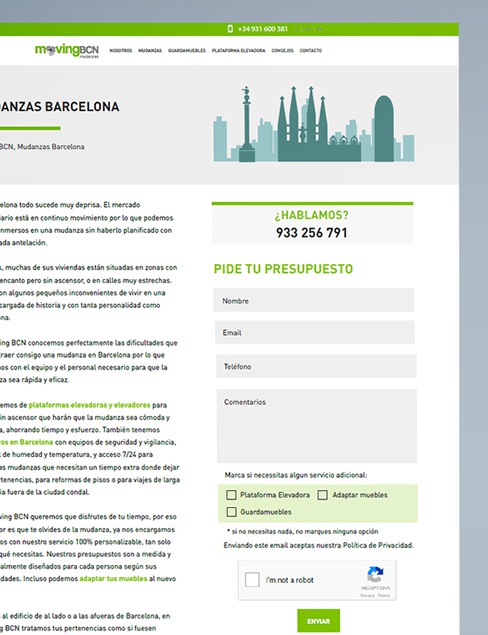 +34 931 600 381
movingBCN
mudanzas
NOSOTROS MUDANZAS GUARDAMUEBLES PLATAFORMA ELEVADORA CONSEJOS CONTACTO
DANZAS BARCELONA
BCN, Mudanzas Barcelona
elona todo sucede muy deprisa. El mercado
iario está en continuo movimiento por lo que podemos
nmersos en una mudanza sin haberlo planificado con
ada antelación.
s, muchas de sus viviendas están situadas en zonas con
encanto pero sin ascensor, o en calles muy estrechas.
on algunos pequeños inconvenientes de vivir en una
cargada de historia y con tanta personalidad como
ona.
ing BCN conocemos perfectamente las dificultades que
traer consigo una mudanza en Barcelona por lo que
mos con el equipo y el personal necesario para que la
za sea rápida y eficaz.
emos de plataformas elevadoras y elevadores para
in ascensor que harán que la mudanza sea cómoda y
a, ahorrando tiempo y esfuerzo. También tenemos
ros en Barcelona con equipos de seguridad y vigilancia,
l de humedad y temperatura, y acceso 7/24 para
as mudanzas que necesitan un tiempo extra donde dejar
rtenencias, para reformas de pisos o para viajes de larga
ia fuera de la ciudad condal.
ving BCN queremos que disfrutes de tu tiempo, por eso
or es que te olvides de la mudanza, ya nos encargamos
os con nuestro servicio 100% personalizable, tan solo
qué necesitas. Nuestros presupuestos son a medida y
almente diseñados para cada persona según sus
idades. Incluso podemos adaptar tus muebles al nuevo
al edificio de al lado o a las afueras de Barcelona, en
ng BCN tratamos tus pertenencias como si fuesen
¿HABLAMOS?
933 256 791
PIDE TU PRESUPUESTO
Nombre
Email
Teléfono
Comentarios
Marca si necesitas algun servicio adicional:
Plataforma Elevadora Adaptar muebles
Guardamuebles
* si no necesitas nada, no marques ninguna opción
Enviando este email aceptas nuestra Política de Privacidad.
I'm not a robot
reCAPTCHA
Privacy - Terms
ENVIAR